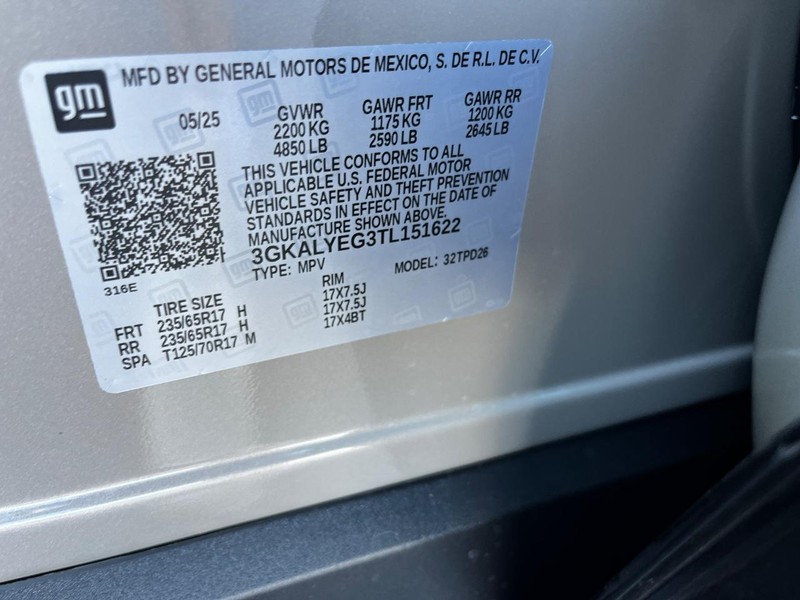 gm
MFD BY GENERAL MOTORS DE MEXICO, S. DE R.L. DE C.V.
05/25 GVWR GAWR FRT GAWR RR
2200 KG 1175 KG 1200 KG
4850 LB 2590 LB 2645 LB
THIS VEHICLE CONFORMS TO ALL
APPLICABLE U.S. FEDERAL MOTOR
VEHICLE SAFETY AND THEFT PREVENTION
STANDARDS IN EFFECT ON THE DATE OF
MANUFACTURE SHOWN ABOVE.
3GKALYEG3TL151622
316E
TYPE: MPV MODEL: 32TPD26
TIRE SIZE RIM
FRT 235/65R17 H 17X7.5J
RR 235/65R17 H 17X7.5J
SPA T125/70R17 M 17X4BT